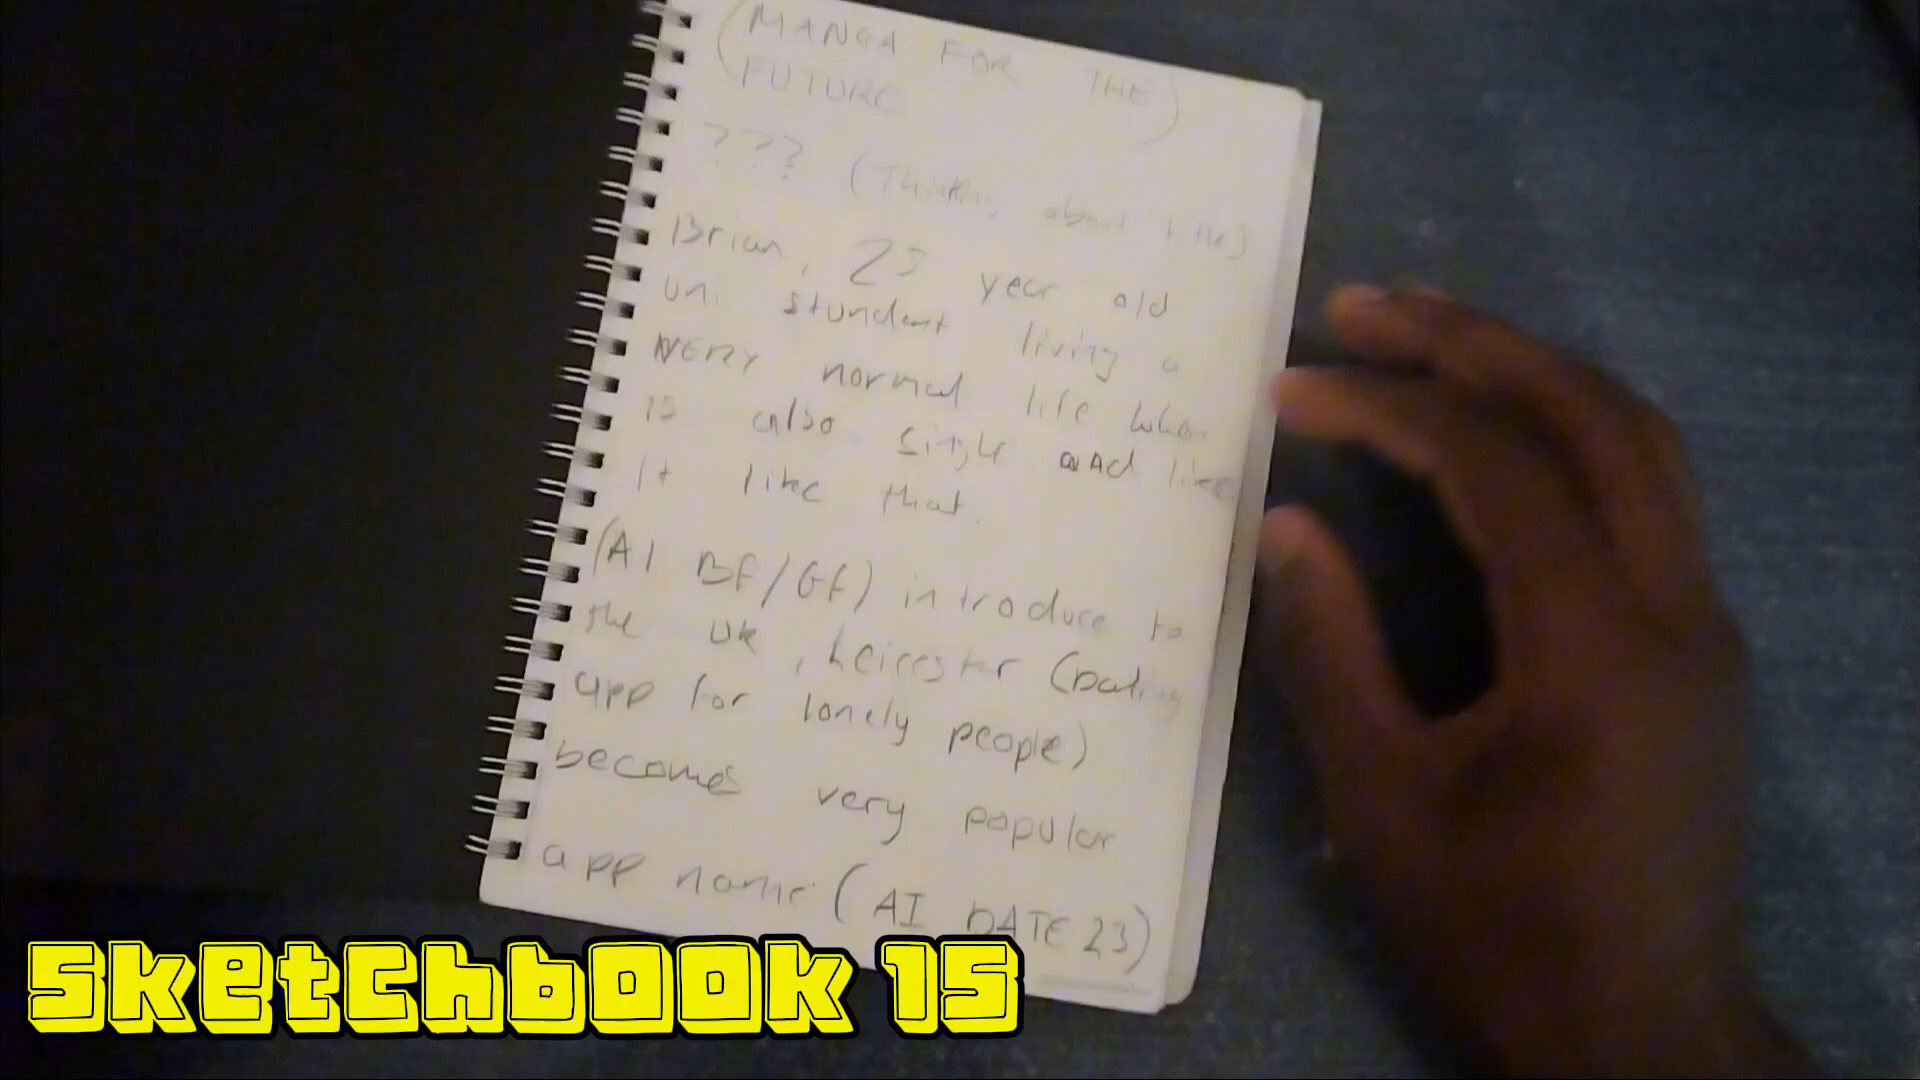 (MANGA FOR THE)
FUTURE
??? (Thinking about title)
Brian, 25 year old
uni stundent living a
VERY normal life who
is also single and likes
it like that.
(AI BF/GF) introduce to
the UK, Leicester (Dating
app for lonely people)
becomes very popular
app name (AI DATE 23)
Sketchbook 15